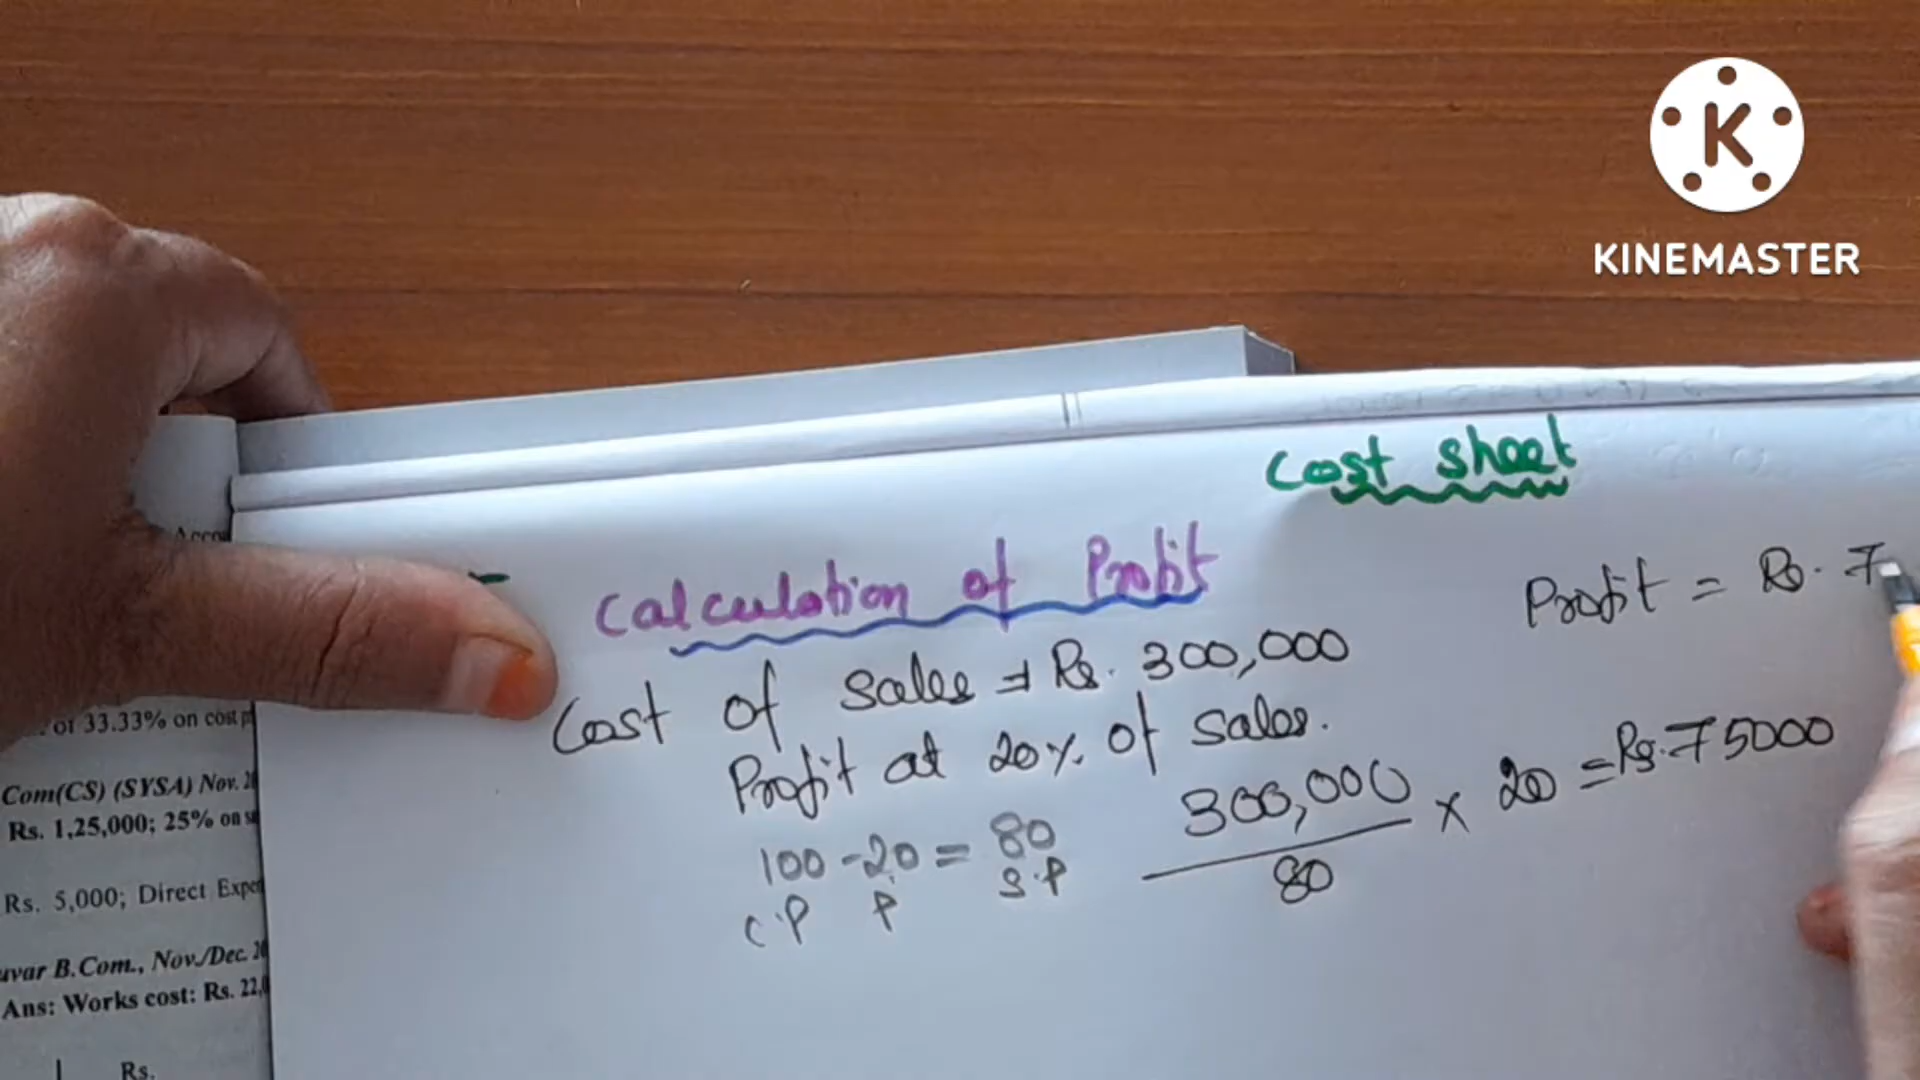 KINEMASTER
Cost sheet
Calculation of Profit
Profit = Rs. 7
Cost of sales = Rs. 300,000
Profit at 20% of sales.
300,000 × 20 = Rs. 75000
80
100 - 20 = 80
C.P P S.P
of 33.33% on cost
Com(CS) (SYSA) Nov.
Rs. 1,25,000; 25% on
Rs. 5,000; Direct
B.Com., Nov./Dec.
Ans: Works cost: Rs. 22,
Rs.